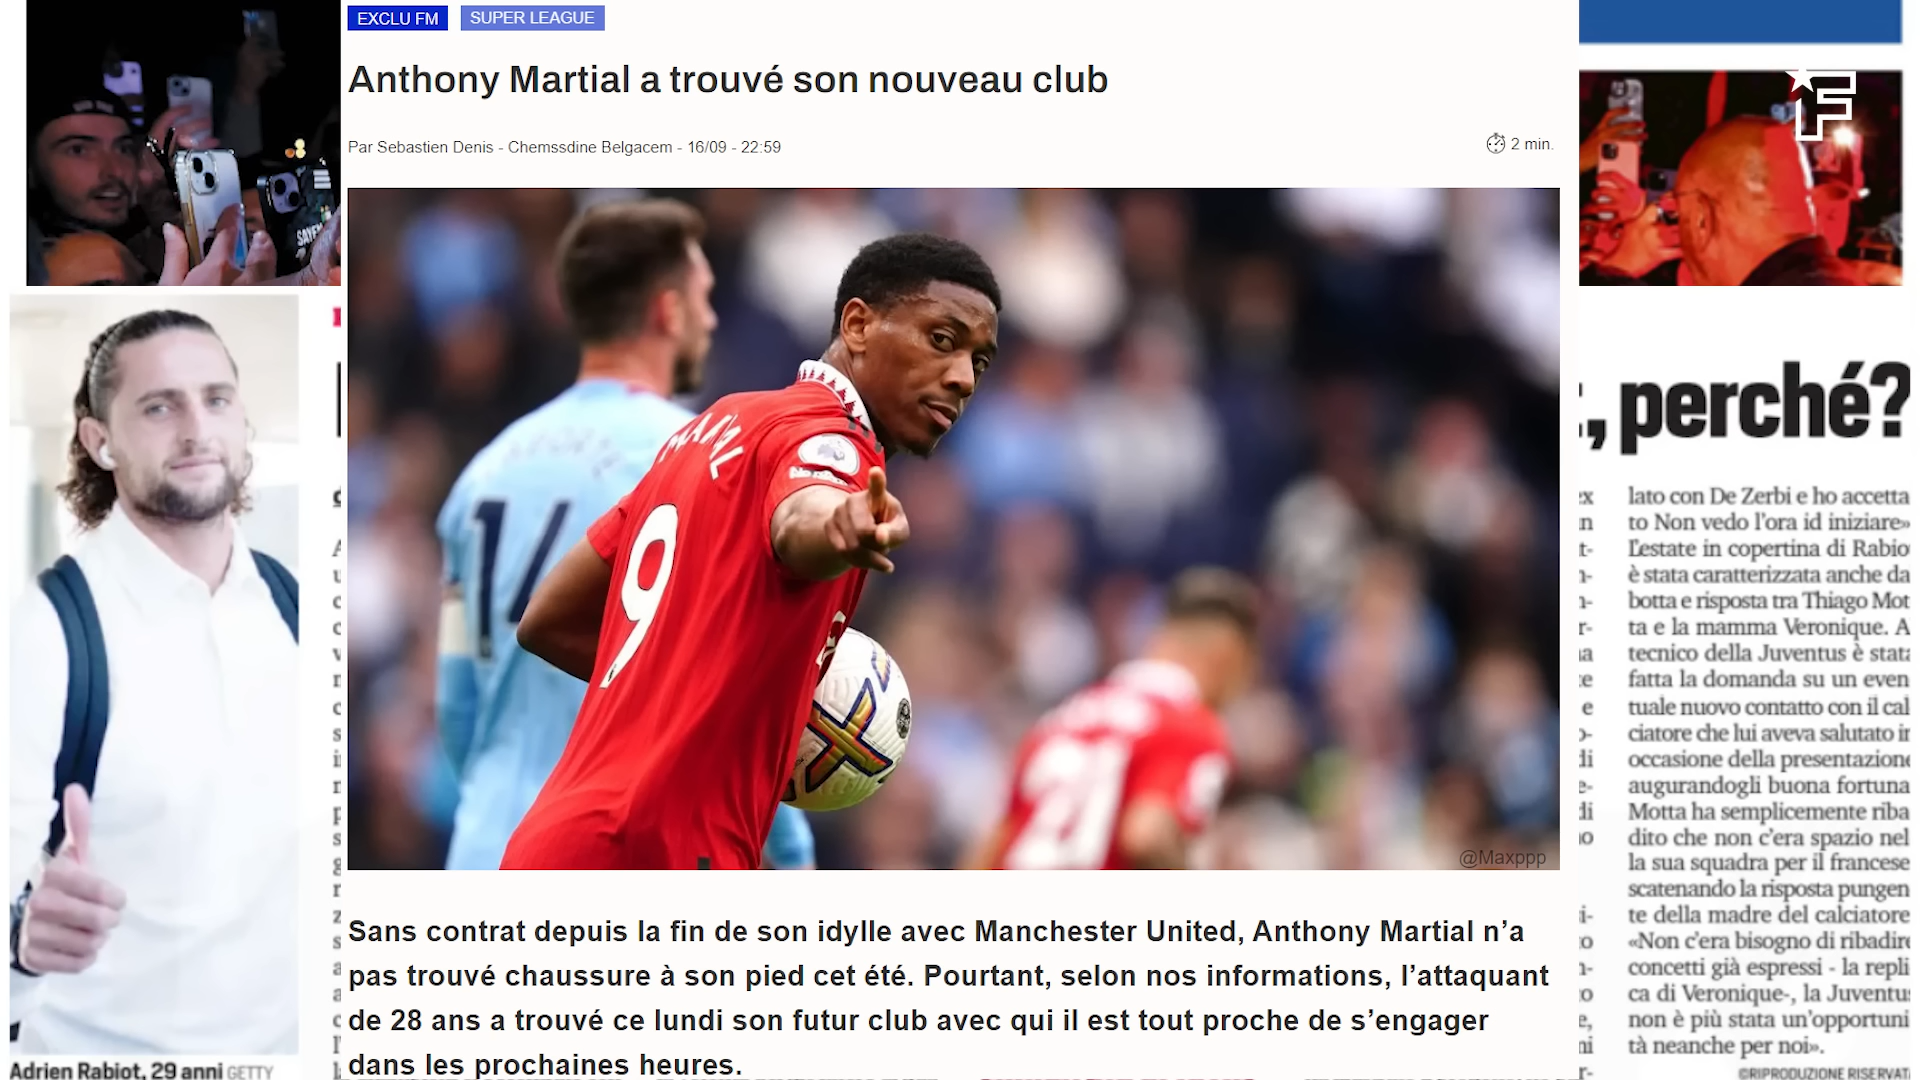 EXCLU FM
SUPER LEAGUE
Anthony Martial a trouvé son nouveau club
Par Sebastien Denis - Chemssdine Belgacem - 16/09 - 22:59
2 min.
MARTIAL
9
14
21
@Maxppp
Sans contrat depuis la fin de son idylle avec Manchester United, Anthony Martial n’a
pas trouvé chaussure à son pied cet été. Pourtant, selon nos informations, l’attaquant
de 28 ans a trouvé ce lundi son futur club avec qui il est tout proche de s’engager
dans les prochaines heures.
Adrien Rabiot, 29 anni GETTY
F
, perché?
lato con De Zerbi e ho accetta
to Non vedo l'ora id iniziare»
L'estate in copertina di Rabio
è stata caratterizzata anche da
botta e risposta tra Thiago Mot
ta e la mamma Veronique. A
tecnico della Juventus è stata
fatta la domanda su un even
tuale nuovo contatto con il cal
ciatore che lui aveva salutato in
occasione della presentazione
augurandogli buona fortuna
Motta ha semplicemente riba
dito che non c'era spazio nel
la sua squadra per il francese
scatenando la risposta pungen
te della madre del calciatore
«Non c'era bisogno di ribadire
concetti già espressi - la repli
ca di Veronique-, la Juventus
non è più stata un'opportuni
tà neanche per noi».
©RIPRODUZIONE RISERVATA